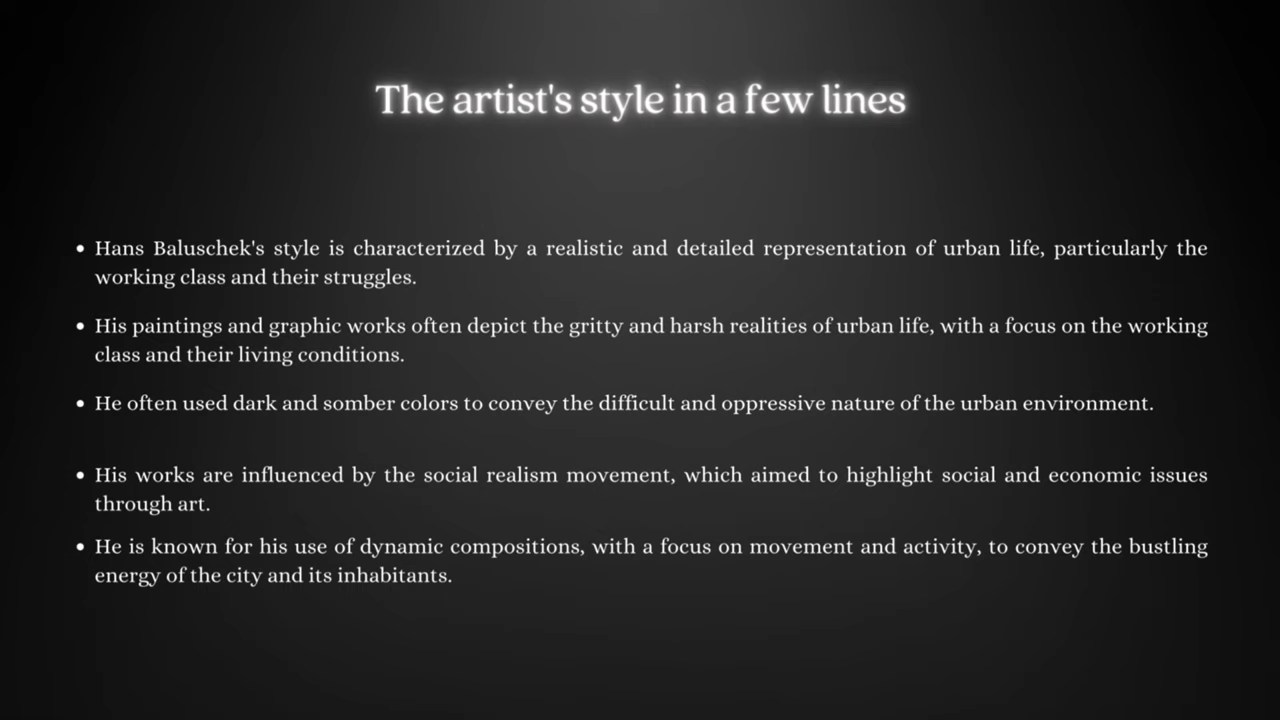 The artist's style in a few lines
• Hans Baluschek's style is characterized by a realistic and detailed representation of urban life, particularly the
working class and their struggles.
• His paintings and graphic works often depict the gritty and harsh realities of urban life, with a focus on the working
class and their living conditions.
• He often used dark and somber colors to convey the difficult and oppressive nature of the urban environment.
• His works are influenced by the social realism movement, which aimed to highlight social and economic issues
through art.
• He is known for his use of dynamic compositions, with a focus on movement and activity, to convey the bustling
energy of the city and its inhabitants.